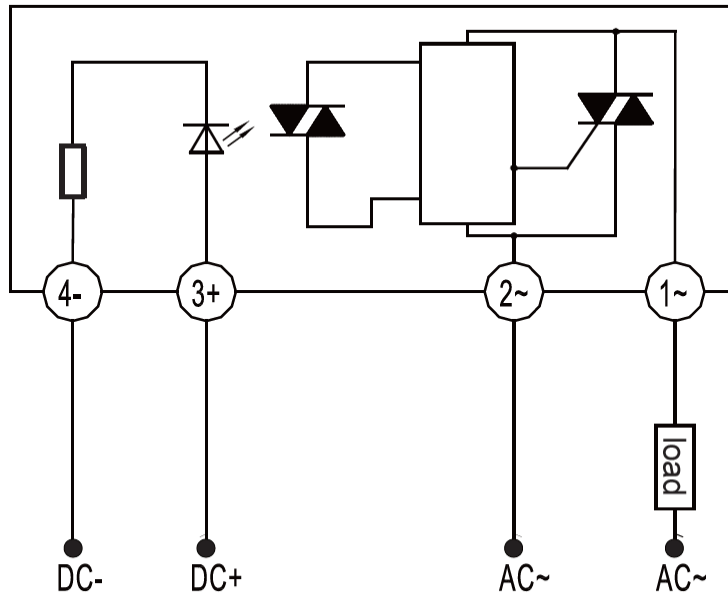 4-
3+
2~
1~
load
DC-
DC+
AC~
AC~